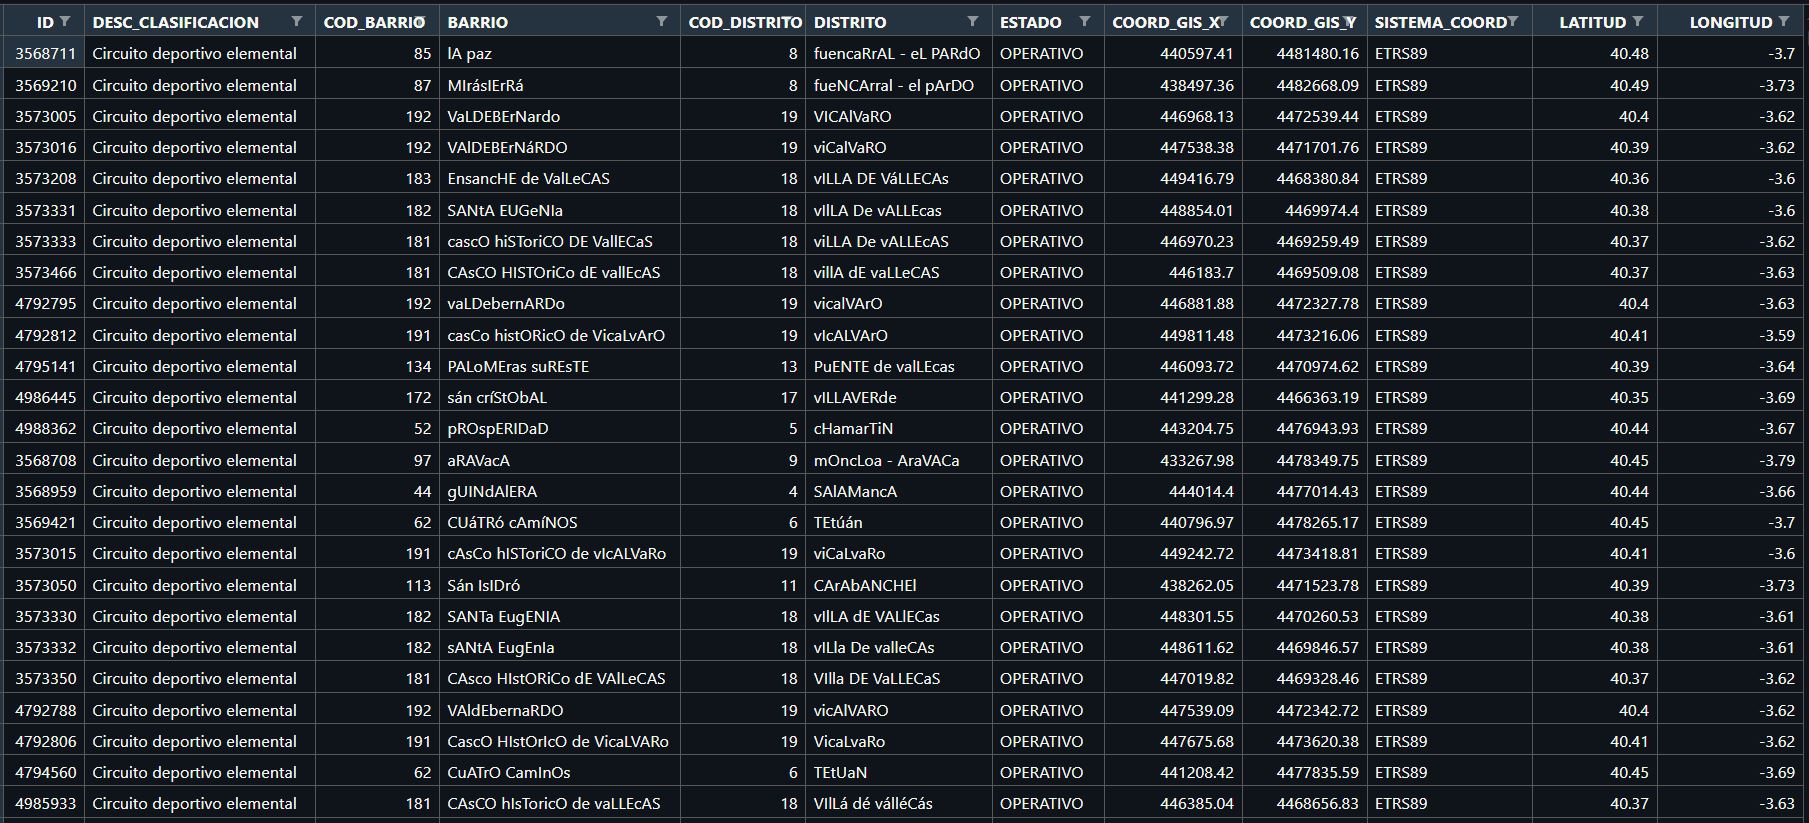 ID DESC_CLASIFICACION COD_BARRIO BARRIO COD_DISTRITO DISTRITO ESTADO COORD_GIS_X COORD_GIS_Y SISTEMA_COORD LATITUD LONGITUD
3568711 Circuito deportivo elemental 85 lA paz 8 fuencaRrAL - eL PARdO OPERATIVO 440597.41 4481480.16 ETRS89 40.48 -3.7
3569210 Circuito deportivo elemental 87 MIrásIErRá 8 fueNCArral - el pArDO OPERATIVO 438497.36 4482668.09 ETRS89 40.49 -3.73
3573005 Circuito deportivo elemental 192 VaLDEBErNardo 19 VICAlVaRO OPERATIVO 446968.13 4472539.44 ETRS89 40.4 -3.62
3573016 Circuito deportivo elemental 192 VAlDEBErNáRDO 19 viCalVaRO OPERATIVO 447538.38 4471701.76 ETRS89 40.39 -3.62
3573208 Circuito deportivo elemental 183 EnsancHE de ValLeCAS 18 vILLA DE VáLLECAs OPERATIVO 449416.79 4468380.84 ETRS89 40.36 -3.6
3573331 Circuito deportivo elemental 182 SANtA EUGeNIa 18 vIlLA De vALLEcas OPERATIVO 448854.01 4469974.4 ETRS89 40.38 -3.6
3573333 Circuito deportivo elemental 181 cascO hiSToriCO DE VallECaS 18 viLLA De vALLEcAS OPERATIVO 446970.23 4469259.49 ETRS89 40.37 -3.62
3573466 Circuito deportivo elemental 181 CAsCO HISTOriCo dE vallEcAS 18 villA dE vaLLeCAS OPERATIVO 446183.7 4469509.08 ETRS89 40.37 -3.63
4792795 Circuito deportivo elemental 192 vaLDebernARDo 19 vicalVArO OPERATIVO 446881.88 4472327.78 ETRS89 40.4 -3.63
4792812 Circuito deportivo elemental 191 casCo histORicO de VicaLvArO 19 vIcALVArO OPERATIVO 449811.48 4473216.06 ETRS89 40.41 -3.59
4795141 Circuito deportivo elemental 134 PALoMEras suREsTE 13 PuENTE de valLEcas OPERATIVO 446093.72 4470974.62 ETRS89 40.39 -3.64
4986445 Circuito deportivo elemental 172 sán críStObAL 17 vILLAVERde OPERATIVO 441299.28 4466363.19 ETRS89 40.35 -3.69
4988362 Circuito deportivo elemental 52 pROspERIDaD 5 cHamarTiN OPERATIVO 443204.75 4476943.93 ETRS89 40.44 -3.67
3568708 Circuito deportivo elemental 97 aRAVacA 9 mOncLoa - AraVACa OPERATIVO 433267.98 4478349.75 ETRS89 40.45 -3.79
3568959 Circuito deportivo elemental 44 gUINdAlERA 4 SAlAMancA OPERATIVO 444014.4 4477014.43 ETRS89 40.44 -3.66
3569421 Circuito deportivo elemental 62 CUáTRó cAmíNOS 6 TEtúán OPERATIVO 440796.97 4478265.17 ETRS89 40.45 -3.7
3573015 Circuito deportivo elemental 191 cAsCo hISToriCO de vIcALVaRo 19 viCaLvaRo OPERATIVO 449242.72 4473418.81 ETRS89 40.41 -3.6
3573050 Circuito deportivo elemental 113 Sán IsIDró 11 CArAbANCHEl OPERATIVO 438262.05 4471523.78 ETRS89 40.39 -3.73
3573330 Circuito deportivo elemental 182 SANTa EugENIA 18 vIlLA dE VALlECas OPERATIVO 448301.55 4470260.53 ETRS89 40.38 -3.61
3573332 Circuito deportivo elemental 182 sANtA EugEnIa 18 vILla De valleCAs OPERATIVO 448611.62 4469846.57 ETRS89 40.38 -3.61
3573350 Circuito deportivo elemental 181 CAsco HIstORiCo dE VAlLeCAS 18 VIlla DE VaLLECaS OPERATIVO 447019.82 4469328.46 ETRS89 40.37 -3.62
4792788 Circuito deportivo elemental 192 VAldEbernaRDO 19 vicAlVARO OPERATIVO 447539.09 4472342.72 ETRS89 40.4 -3.62
4792806 Circuito deportivo elemental 191 CascO HIstOrIcO de VicaLVARo 19 VicaLvaRo OPERATIVO 447675.68 4473620.38 ETRS89 40.41 -3.62
4794560 Circuito deportivo elemental 62 CuATrO CamInOs 6 TEtUaN OPERATIVO 441208.42 4477835.59 ETRS89 40.45 -3.69
4985933 Circuito deportivo elemental 181 CAsCO hIsToricO de vaLLEcAS 18 VIlLá dé válléCás OPERATIVO 446385.04 4468656.83 ETRS89 40.37 -3.63